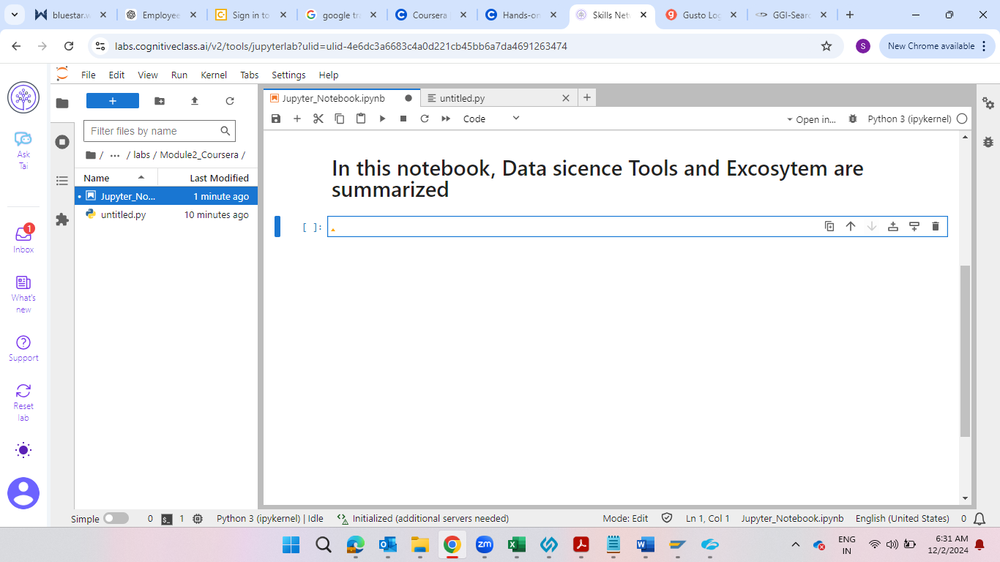 bluestar.w
Employee
Sign in to
google tra
Coursera
Hands-on
Skills Net
Gusto Log
GGI-Searc
labs.cognitiveclass.ai/v2/tools/jupyterlab?ulid=ulid-4e6dc3a6683c4a0d221cb45bb6a7da4691263474
S
New Chrome available
File Edit View Run Kernel Tabs Settings Help
Ask
Tai
1
Inbox
What's
new
Support
Reset
lab
Filter files by name
/ ... / labs / Module2_Coursera /
Name Last Modified
Jupyter_No... 1 minute ago
untitled.py 10 minutes ago
Jupyter_Notebook.ipynb
untitled.py
Code
Open in...
Python 3 (ipykernel)
In this notebook, Data sicence Tools and Excosytem are
summarized
[ ]:
Simple 0 1 Python 3 (ipykernel) | Idle Initialized (additional servers needed) Mode: Edit Ln 1, Col 1 Jupyter_Notebook.ipynb English (United States) 0
zm
ENG
IN
6:31 AM
12/2/2024